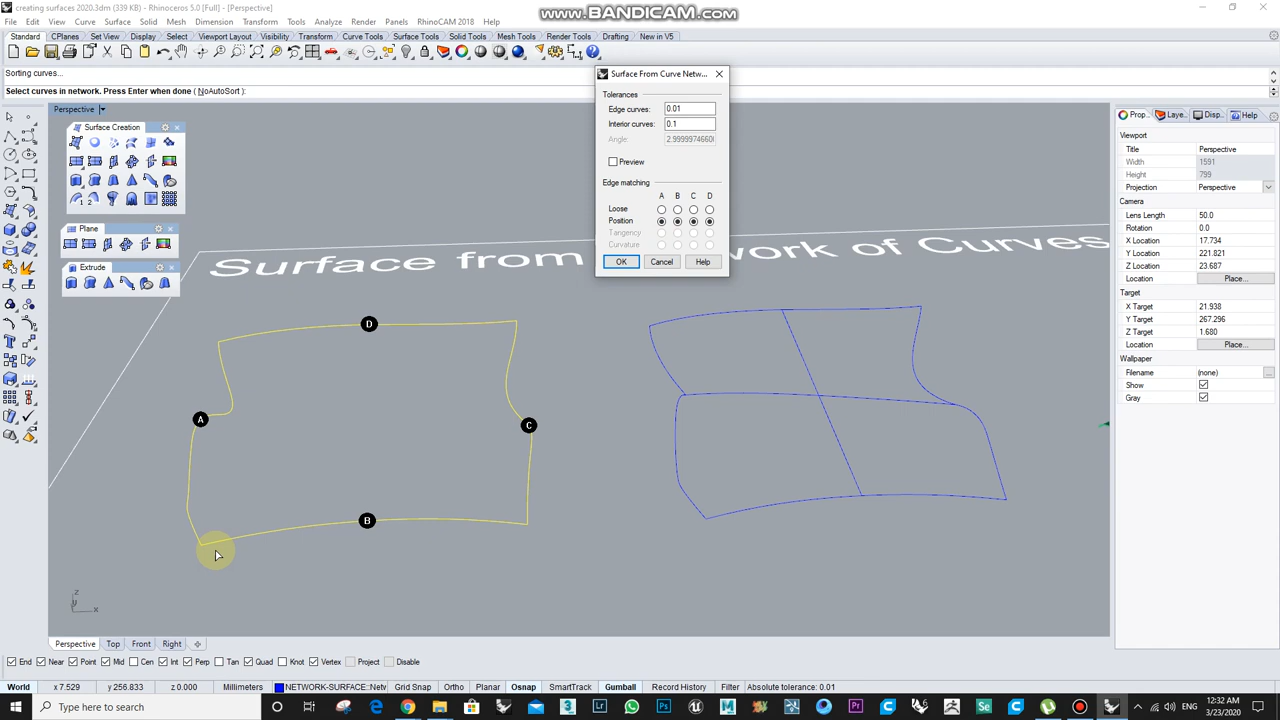 creating surfaces 2020.3dm (339 KB) - Rhinoceros 5.0 [Full] - [Perspective]
www.BANDICAM.com
File Edit View Curve Surface Solid Mesh Dimension Transform Tools Analyze Render Panels RhinoCAM 2018 Help
Standard CPlanes Set View Display Select Viewport Layout Visibility Transform Curve Tools Surface Tools Solid Tools Mesh Tools Render Tools Drafting New in V5
Sorting curves...
Select curves in network. Press Enter when done ( NoAutoSort ):
Perspective
Surface Creation
Plane
Extrude
Surface from
work of Curves
Surface From Curve Netw...
Tolerances
Edge curves: 0.01
Interior curves: 0.1
Angle: 2.9999974660
Preview
Edge matching
A B C D
Loose
Position
Tangency
Curvature
OK Cancel Help
D
A
C
B
z
y
x
Prop... Laye... Disp... Help
Viewport
Title Perspective
Width 1591
Height 799
Projection Perspective
Camera
Lens Length 50.0
Rotation 0.0
X Location 17.734
Y Location 221.821
Z Location 23.687
Location Place...
Target
X Target 21.938
Y Target 267.296
Z Target 1.680
Location Place...
Wallpaper
Filename (none) ...
Show
Gray
Perspective Top Front Right
End Near Point Mid Cen Int Perp Tan Quad Knot Vertex Project Disable
World x 7.529 y 256.833 z 0.000 Millimeters NETWORK-SURFACE::Netw Grid Snap Ortho Planar Osnap SmartTrack Gumball Record History Filter Absolute tolerance: 0.01
Type here to search
12:32 AM
3/23/2020